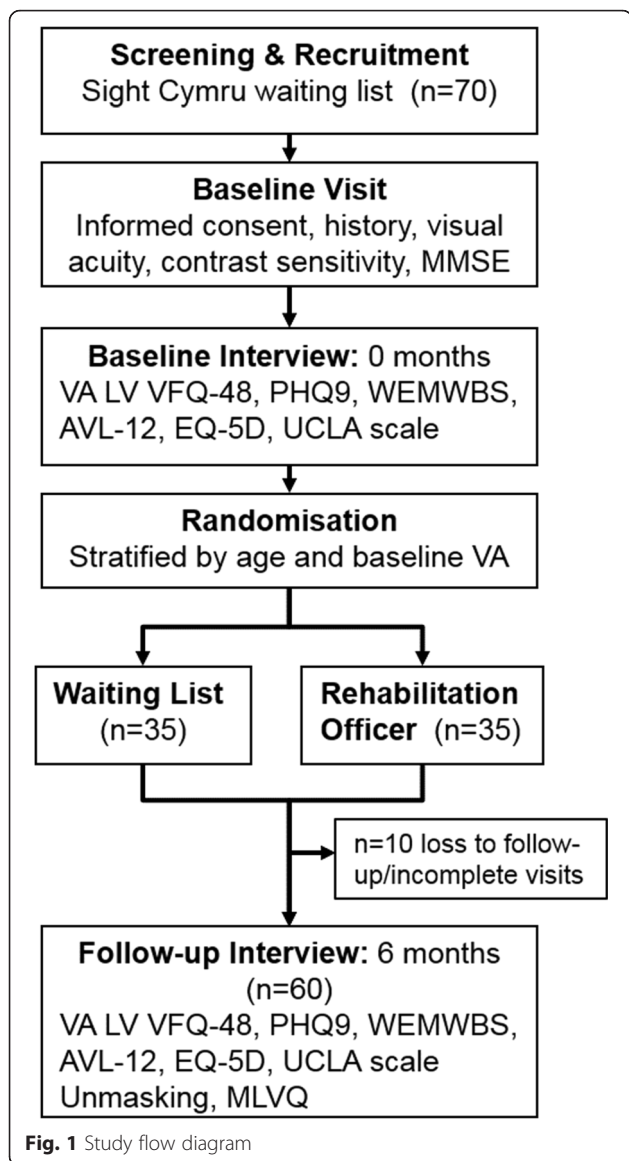 Screening & Recruitment
Sight Cymru waiting list (n=70)
Baseline Visit
Informed consent, history, visual
acuity, contrast sensitivity, MMSE
Baseline Interview: 0 months
VA LV VFQ-48, PHQ9, WEMWBS,
AVL-12, EQ-5D, UCLA scale
Randomisation
Stratified by age and baseline VA
Waiting List
(n=35)
Rehabilitation
Officer (n=35)
n=10 loss to follow-
up/incomplete visits
Follow-up Interview: 6 months
(n=60)
VA LV VFQ-48, PHQ9, WEMWBS,
AVL-12, EQ-5D, UCLA scale
Unmasking, MLVQ
Fig. 1 Study flow diagram